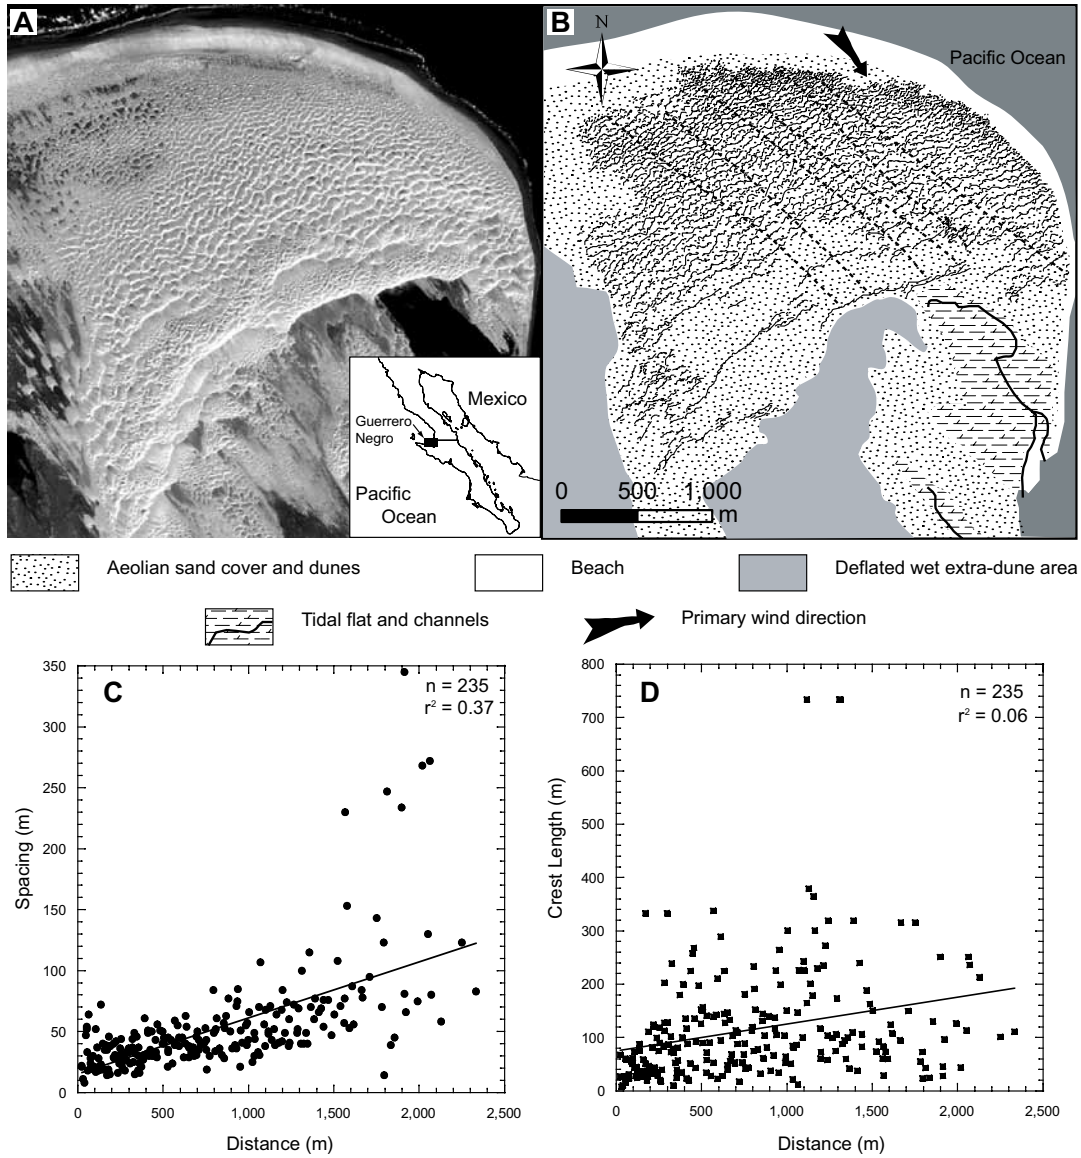 A
Mexico
Guerrero
Negro
Pacific
Ocean
B
N
Pacific Ocean
0 500 1,000
m
Aeolian sand cover and dunes
Beach
Deflated wet extra-dune area
Tidal flat and channels
Primary wind direction
C
n = 235
r² = 0.37
350
300
250
200
150
100
50
0
Spacing (m)
0 500 1,000 1,500 2,000 2,500
Distance (m)
D
n = 235
r² = 0.06
800
700
600
500
400
300
200
100
0
Crest Length (m)
0 500 1,000 1,500 2,000 2,500
Distance (m)